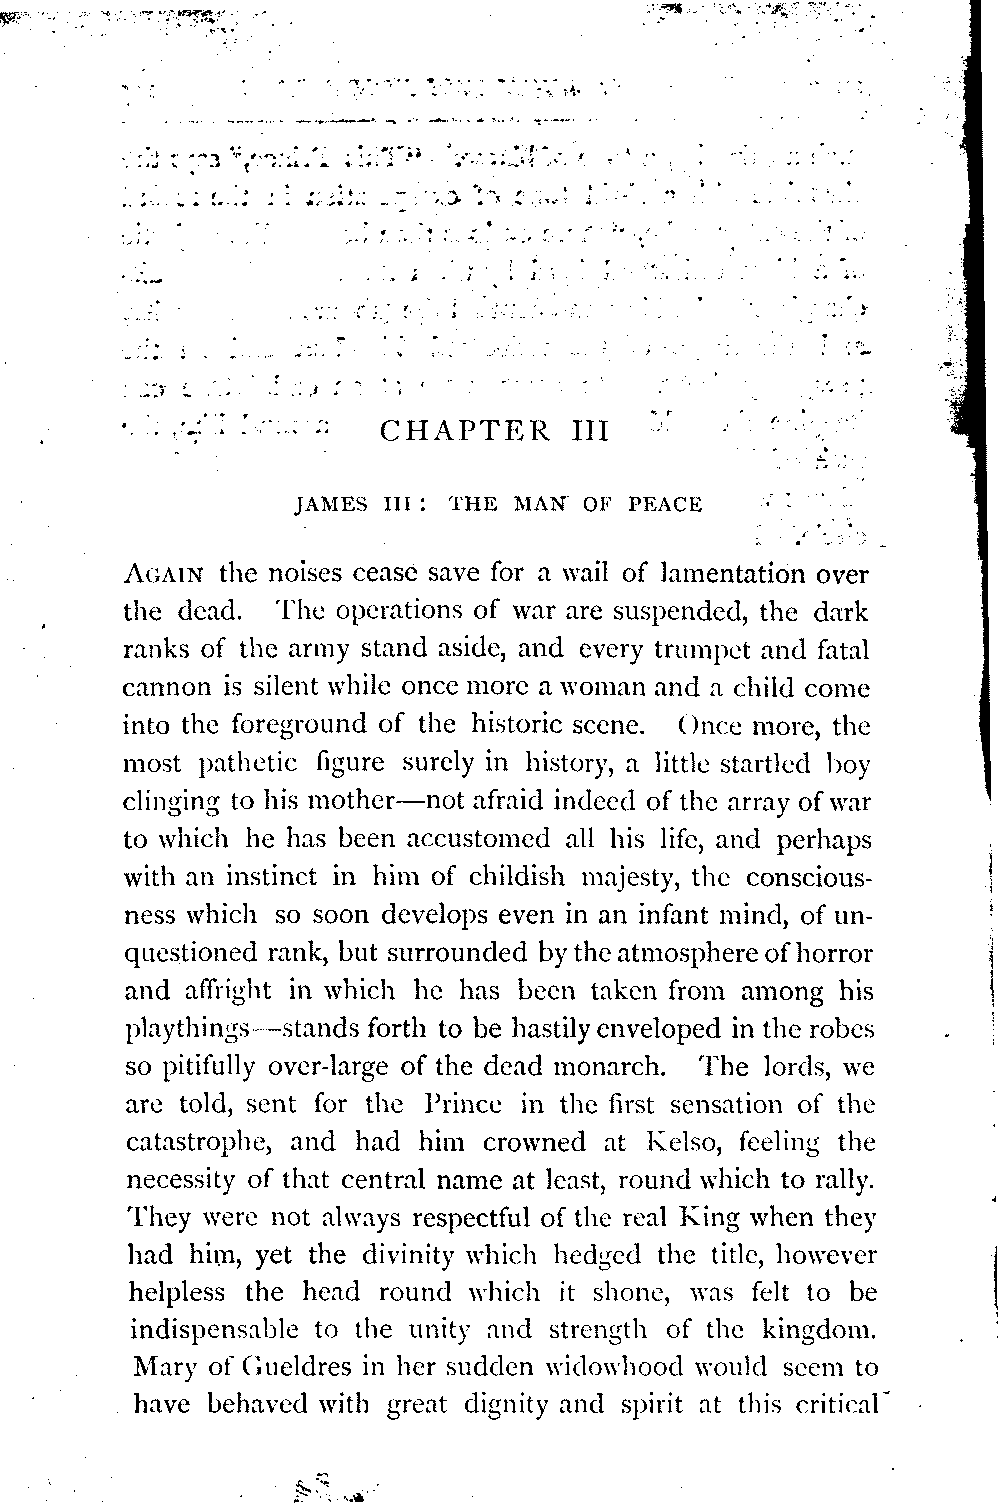 CHAPTER III
JAMES III: THE MAN OF PEACE
AGAIN the noises cease save for a wail of lamentation over
the dead. The operations of war are suspended, the dark
ranks of the army stand aside, and every trumpet and fatal
cannon is silent while once more a woman and a child come
into the foreground of the historic scene. Once more, the
most pathetic figure surely in history, a little startled boy
clinging to his mother—not afraid indeed of the array of war
to which he has been accustomed all his life, and perhaps
with an instinct in him of childish majesty, the conscious-
ness which so soon develops even in an infant mind, of un-
questioned rank, but surrounded by the atmosphere of horror
and affright in which he has been taken from among his
playthings—stands forth to be hastily enveloped in the robes
so pitifully over-large of the dead monarch. The lords, we
are told, sent for the Prince in the first sensation of the
catastrophe, and had him crowned at Kelso, feeling the
necessity of that central name at least, round which to rally.
They were not always respectful of the real King when they
had him, yet the divinity which hedged the title, however
helpless the head round which it shone, was felt to be
indispensable to the unity and strength of the kingdom.
Mary of Gueldres in her sudden widowhood would seem to
have behaved with great dignity and spirit at this critical